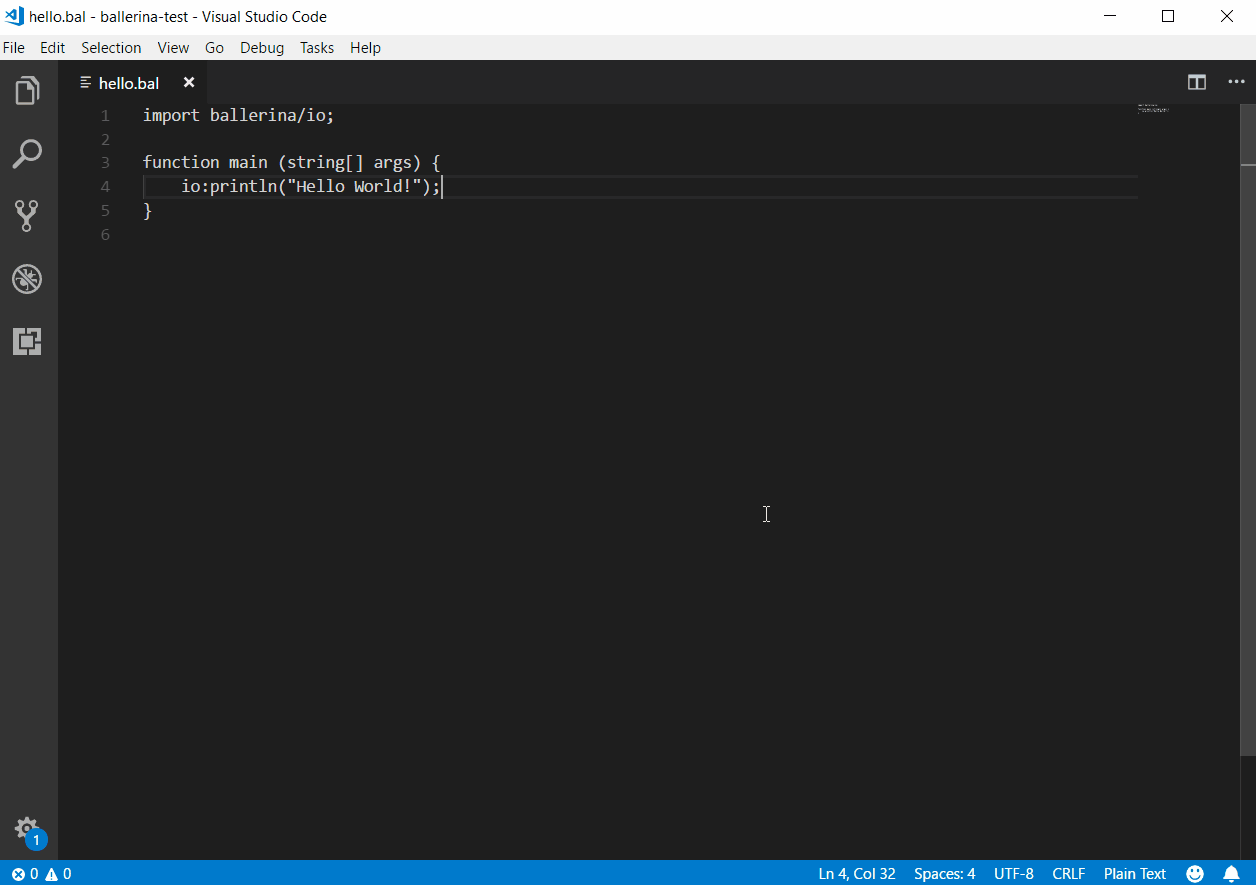 hello.bal - ballerina-test - Visual Studio Code
File Edit Selection View Go Debug Tasks Help
hello.bal
1 import ballerina/io;
2
3 function main (string[] args) {
4     io:println("Hello World!");
5 }
6
1
0 0 Ln 4, Col 32 Spaces: 4 UTF-8 CRLF Plain Text